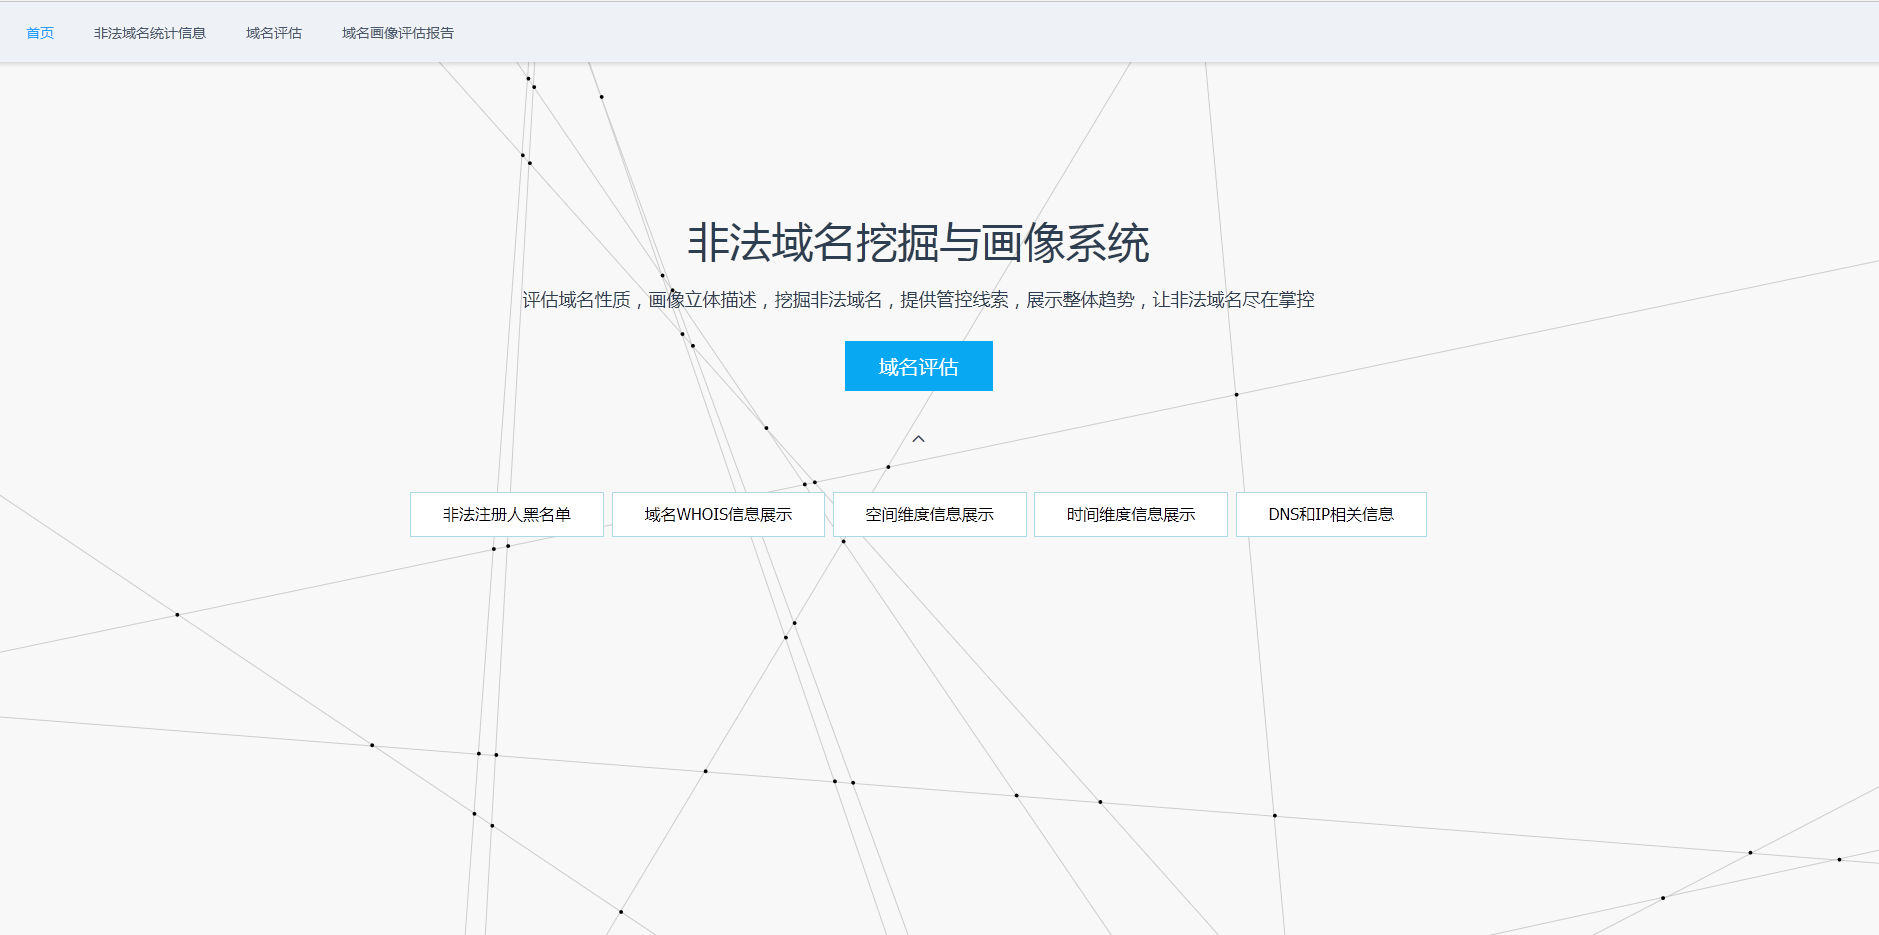 首页 非法域名统计信息 域名评估 域名画像评估报告
非法域名挖掘与画像系统
评估域名性质，画像立体描述，挖掘非法域名，提供管控线索，展示整体趋势，让非法域名尽在掌控
域名评估
非法注册人黑名单 域名WHOIS信息展示 空间维度信息展示 时间维度信息展示 DNS和IP相关信息